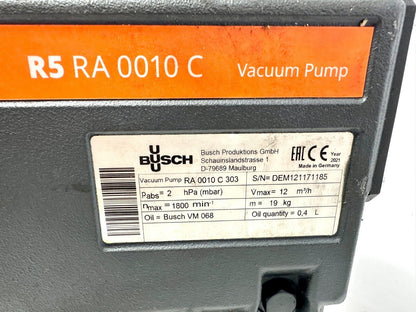 R5 RA 0010 C Vacuum Pump
BUSCH
Busch Produktions GmbH
Schauinslandstrasse 1
D-79689 Maulburg
EAC CE Year
2021
Made in Germany
Vacuum Pump RA 0010 C 303 S/N= DEM121171185
Pabs = 2 hPa (mbar) Vmax= 12 m³/h
nmax = 1800 min⁻¹ m = 19 kg
Oil = Busch VM 068 Oil quantity = 0,4 L